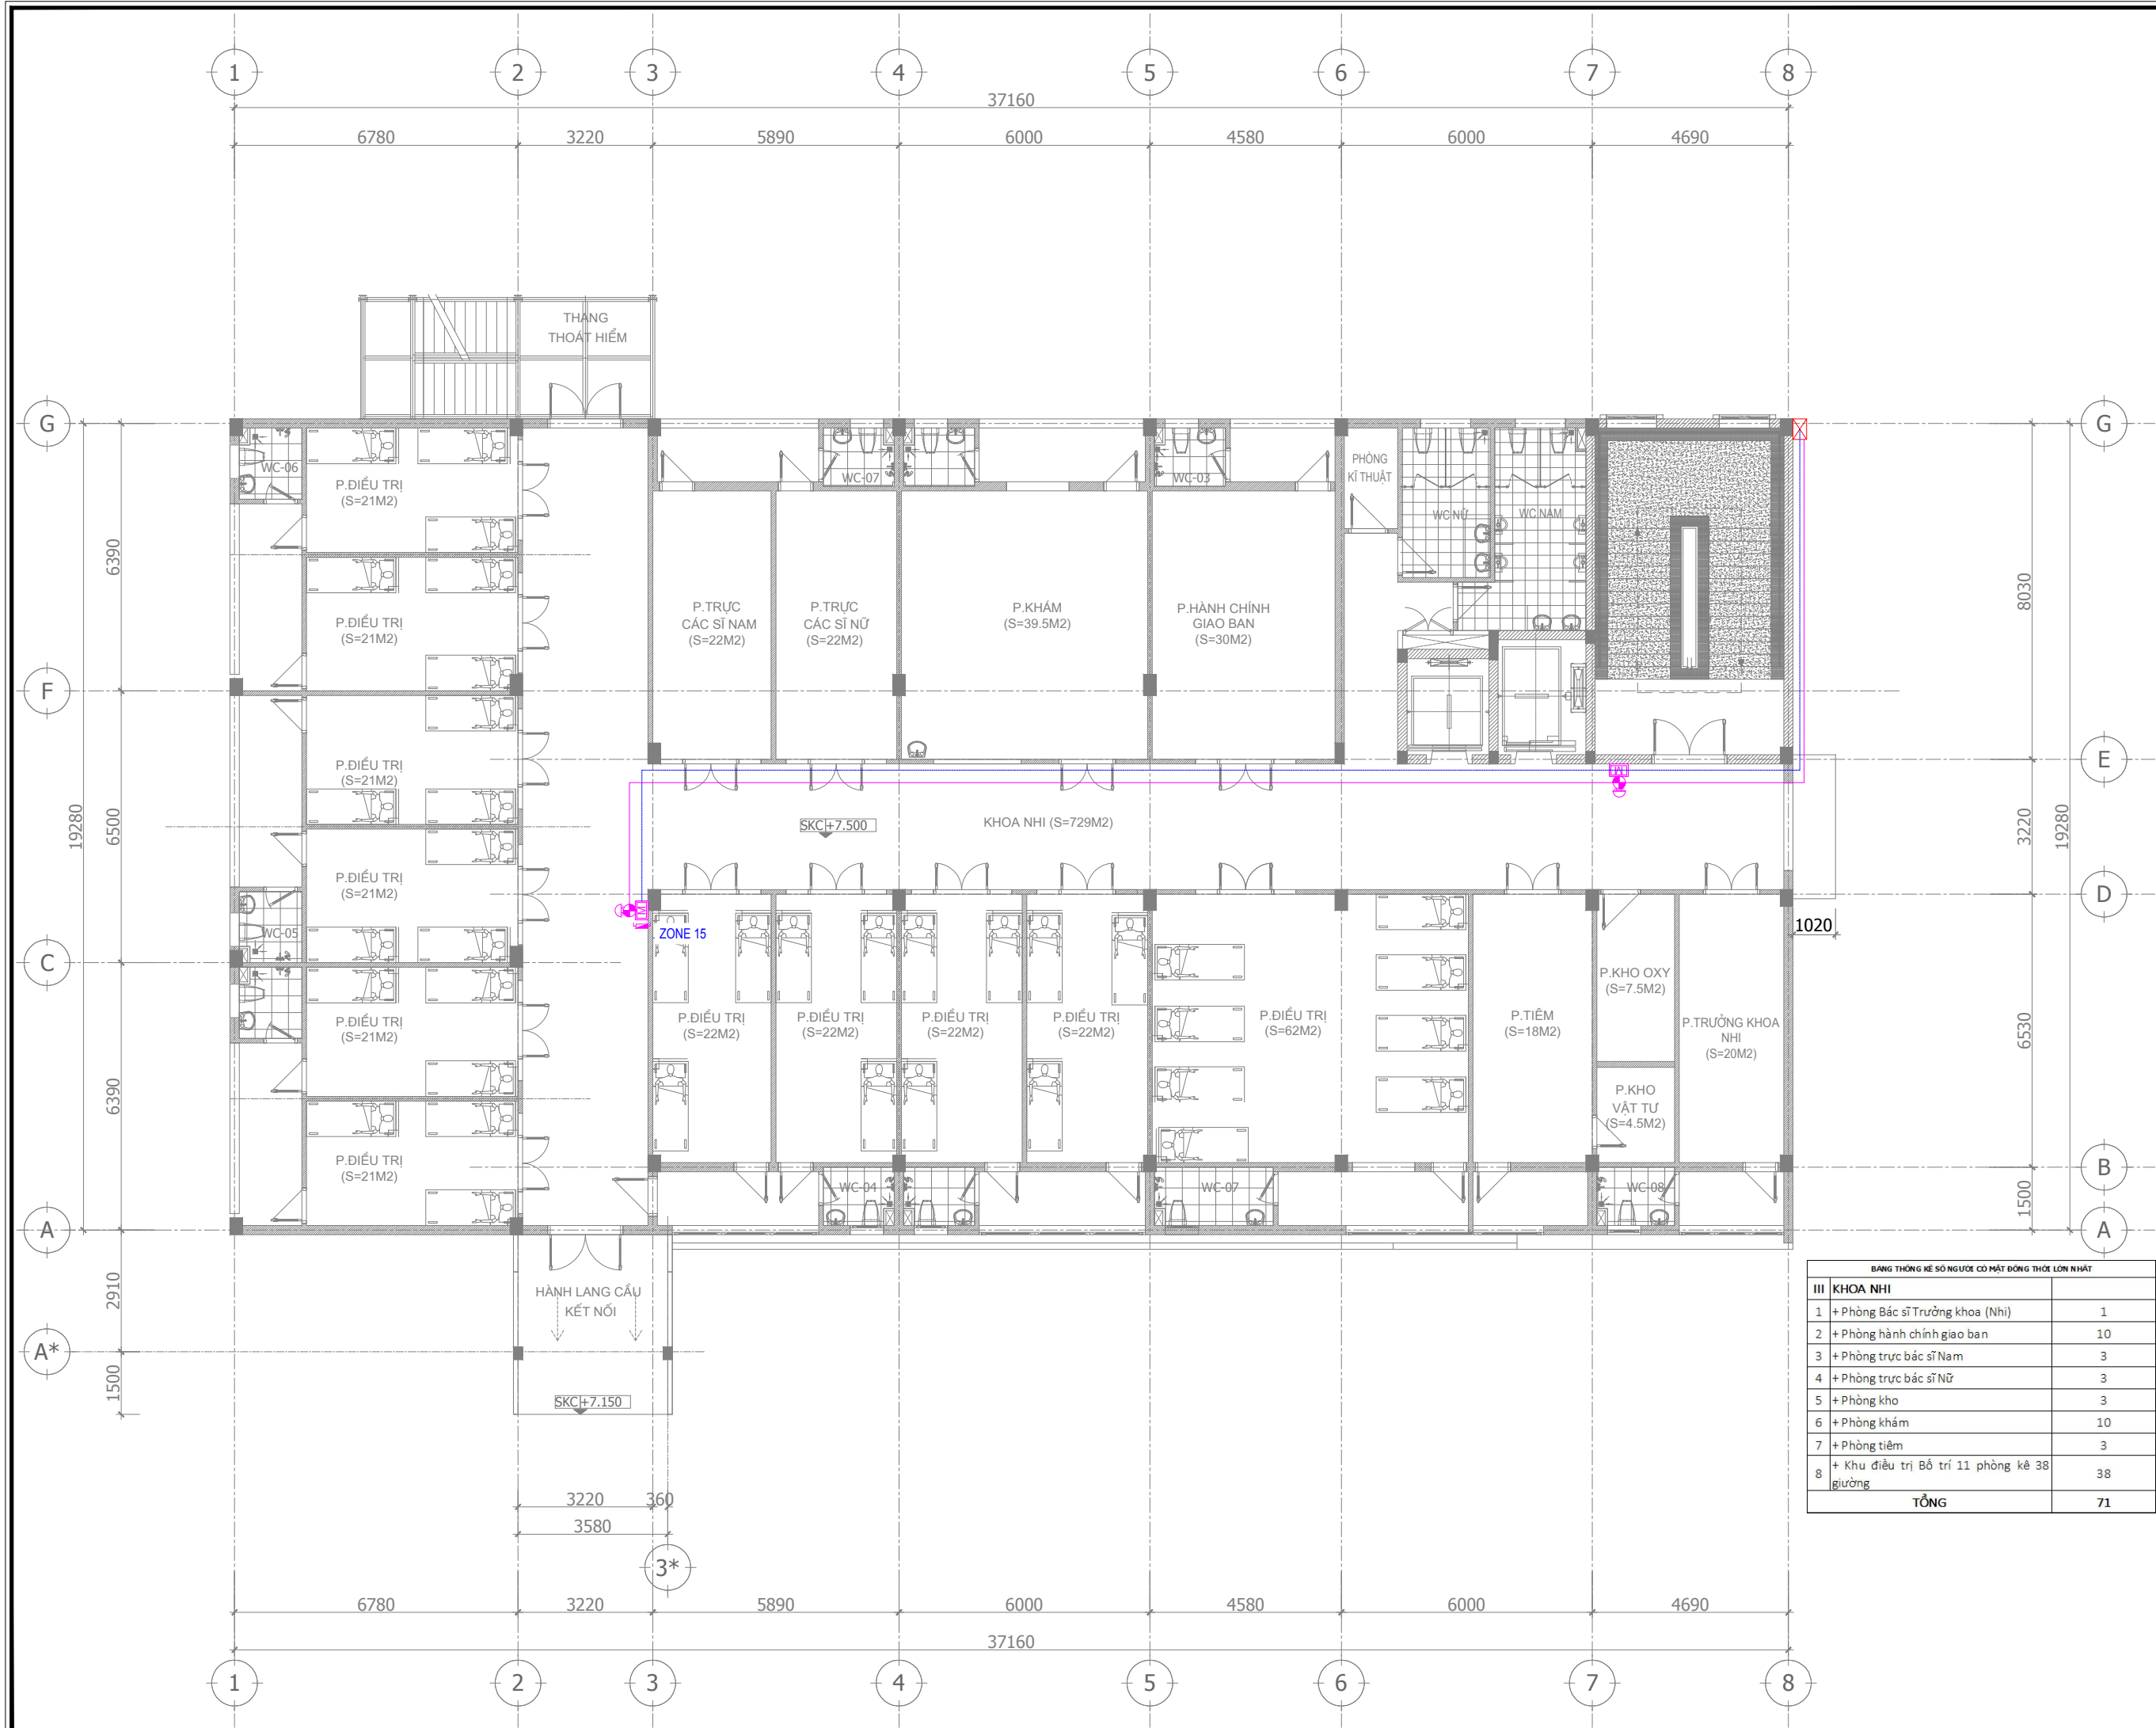 1 2 3 4 5 6 7 8
37160
6780 3220 5890 6000 4580 6000 4690
THANG
THOÁT HIỂM
G
G
WC-06
P.ĐIỀU TRỊ
(S=21M2)
WC-07
WC-03
PHÒNG
KĨ THUẬT
WC NỮ
WC NAM
6390
8030
P.ĐIỀU TRỊ
(S=21M2)
P.TRỰC
CÁC SĨ NAM
(S=22M2)
P.TRỰC
CÁC SĨ NỮ
(S=22M2)
P.KHÁM
(S=39.5M2)
P.HÀNH CHÍNH
GIAO BAN
(S=30M2)
F
P.ĐIỀU TRỊ
(S=21M2)
E
M
19280
6500
SKC +7.500
KHOA NHI (S=729M2)
3220
19280
P.ĐIỀU TRỊ
(S=21M2)
D
M
ZONE 15
1020
WC-05
C
P.ĐIỀU TRỊ
(S=21M2)
P.ĐIỀU TRỊ
(S=22M2)
P.ĐIỀU TRỊ
(S=22M2)
P.ĐIỀU TRỊ
(S=22M2)
P.ĐIỀU TRỊ
(S=22M2)
P.ĐIỀU TRỊ
(S=62M2)
P.TIÊM
(S=18M2)
P.KHO OXY
(S=7.5M2)
P.TRƯỞNG KHOA
NHI
(S=20M2)
6390
6530
P.KHO
VẬT TƯ
(S=4.5M2)
P.ĐIỀU TRỊ
(S=21M2)
B
WC-04
WC-07
WC-08
1500
A
A
2910
HÀNH LANG CẦU
KẾT NỐI
A*
1500
SKC +7.150
BẢNG THỐNG KÊ SỐ NGƯỜI CÓ MẶT ĐỒNG THỜI LỚN NHẤT
III KHOA NHI
1 + Phòng Bác sĩ Trưởng khoa (Nhi) 1
2 + Phòng hành chính giao ban 10
3 + Phòng trực bác sĩ Nam 3
4 + Phòng trực bác sĩ Nữ 3
5 + Phòng kho 3
6 + Phòng khám 10
7 + Phòng tiêm 3
8 + Khu điều trị Bố trí 11 phòng kê 38
giường 38
TỔNG 71
3220 360
3580
3*
6780 3220 5890 6000 4580 6000 4690
37160
1 2 3 4 5 6 7 8